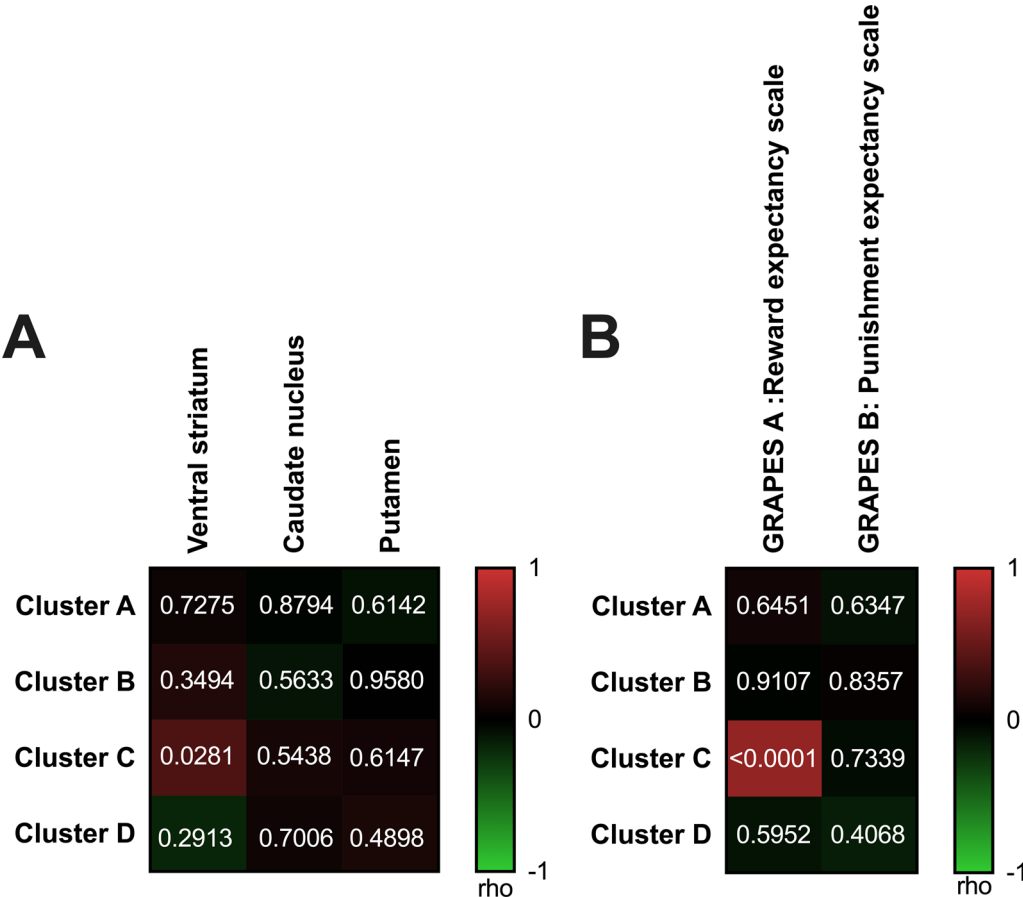 A
Ventral striatum
Caudate nucleus
Putamen
Cluster A 0.7275 0.8794 0.6142
Cluster B 0.3494 0.5633 0.9580
Cluster C 0.0281 0.5438 0.6147
Cluster D 0.2913 0.7006 0.4898
1
0
-1
rho
B
GRAPES A :Reward expectancy scale
GRAPES B: Punishment expectancy scale
Cluster A 0.6451 0.6347
Cluster B 0.9107 0.8357
Cluster C <0.0001 0.7339
Cluster D 0.5952 0.4068
1
0
-1
rho